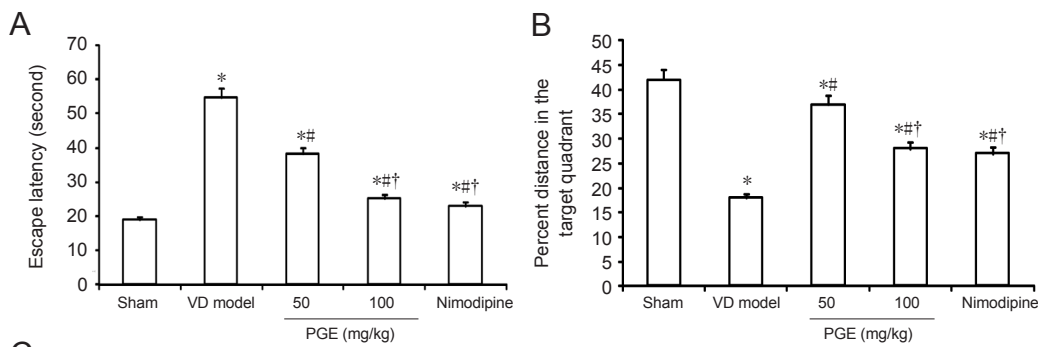 A
Escape latency (second)
70
60
50
40
30
20
10
0
*
*#
*#†
*#†
Sham
VD model
50
100
Nimodipine
PGE (mg/kg)
B
Percent distance in the
target quadrant
50
45
40
35
30
25
20
15
10
5
0
*
*#
*#†
*#†
Sham
VD model
50
100
Nimodipine
PGE (mg/kg)